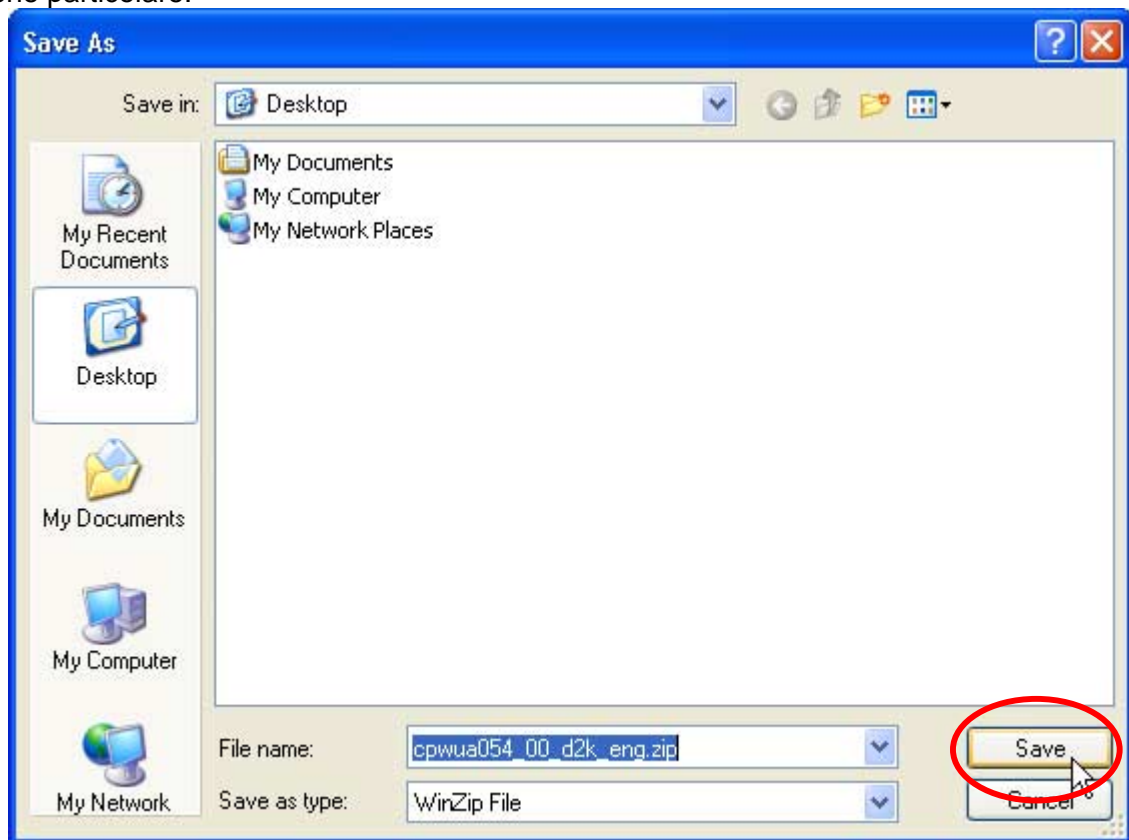 Save As
Save in: Desktop
My Documents
My Computer
My Network Places
My Recent
Documents
Desktop
My Documents
My Computer
My Network
File name: cpwua054_00_d2k_eng.zip
Save
Save as type: WinZip File
Cancel